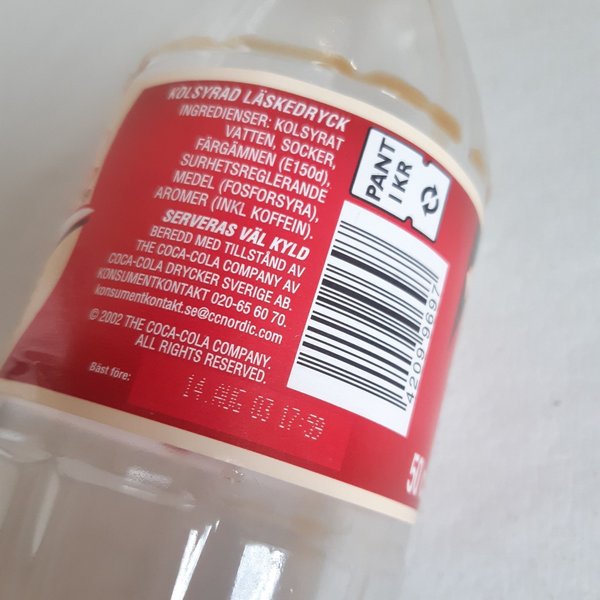 KOLSYRAD LÄSKEDRYCK
INGREDIENSER: KOLSYRAT
VATTEN, SOCKER,
FÄRGÄMNEN (E150d),
SURHETSREGLERANDE
MEDEL (FOSFORSYRA),
AROMER (INKL KOFFEIN).
SERVERAS VÄL KYLD
BEREDD MED TILLSTÅND AV
THE COCA-COLA COMPANY AV
COCA-COLA DRYCKER SVERIGE AB.
KONSUMENTKONTAKT 020-65 60 70.
konsumentkontakt.se@ccnordic.com
© 2002 THE COCA-COLA COMPANY.
ALL RIGHTS RESERVED.
Bäst före:
14.AUG 03 17:59
PANT
1 KR
4209 9697